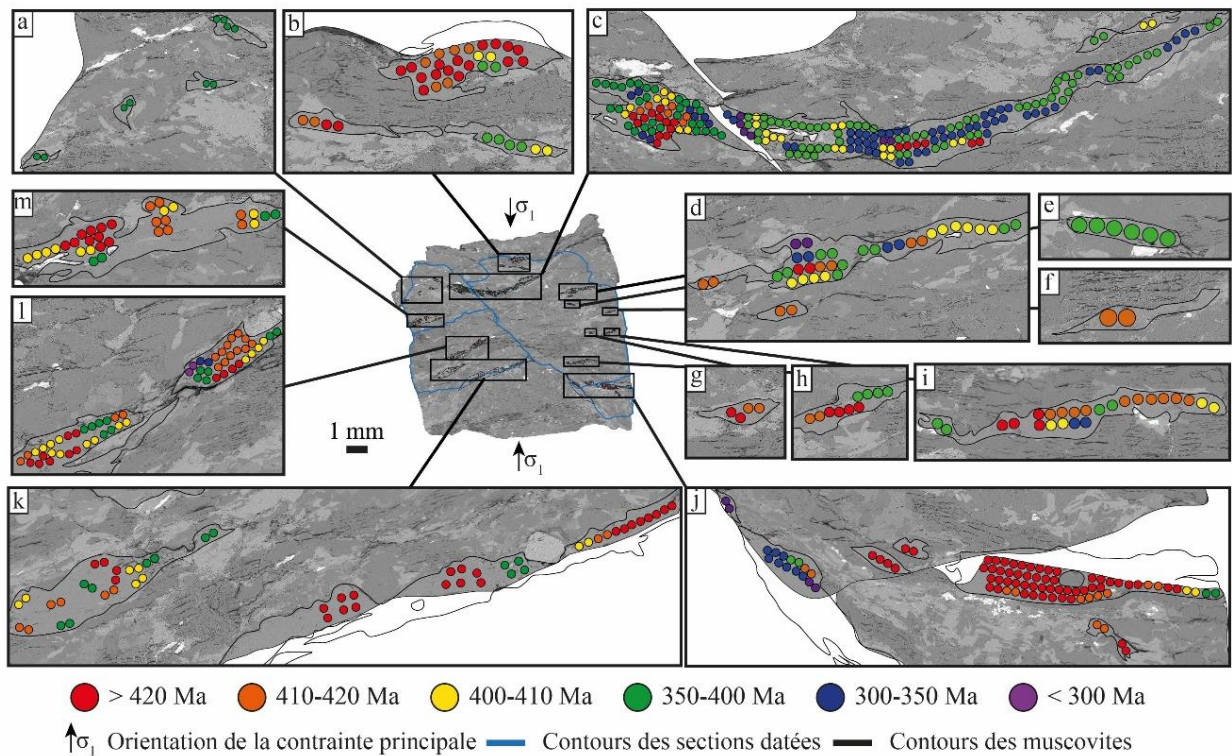 a
b
c
m
↓σ1
d
e
f
l
g
h
i
1 mm
↑σ1
k
j
> 420 Ma
410-420 Ma
400-410 Ma
350-400 Ma
300-350 Ma
< 300 Ma
↑σ1 Orientation de la contrainte principale
Contours des sections datées
Contours des muscovites